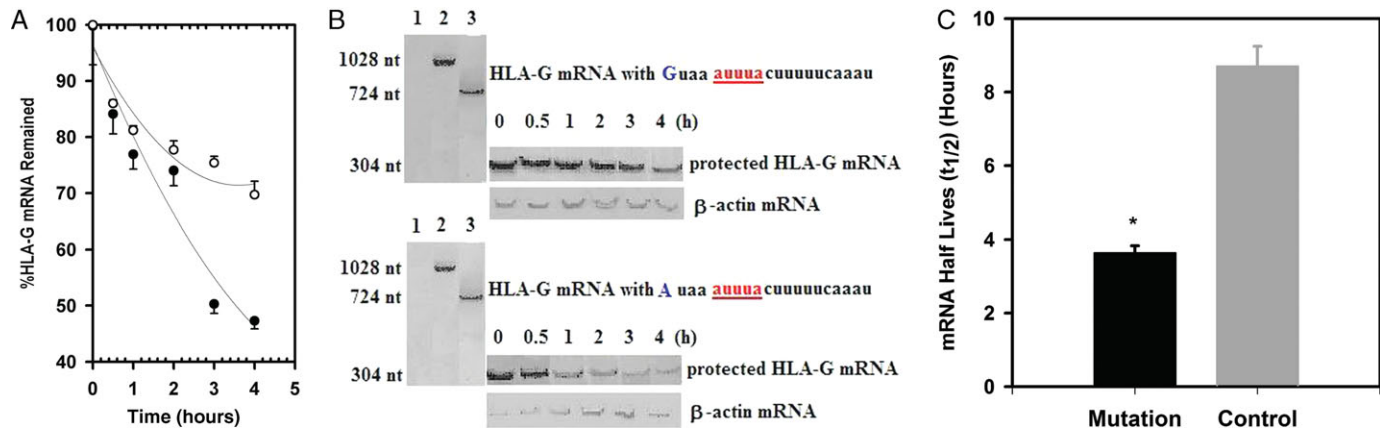 A
%HLA-G mRNA Remained
100
90
80
70
60
50
40
0 1 2 3 4 5
Time (hours)
B
1 2 3
1028 nt
724 nt
304 nt
HLA-G mRNA with G uaa auuua cuuuuucaaau
0 0.5 1 2 3 4 (h)
protected HLA-G mRNA
β-actin mRNA
1 2 3
1028 nt
724 nt
304 nt
HLA-G mRNA with A uaa auuua cuuuuucaaau
0 0.5 1 2 3 4 (h)
protected HLA-G mRNA
β-actin mRNA
C
mRNA Half Lives (t1/2) (Hours)
10
8
6
4
2
0
*
Mutation Control